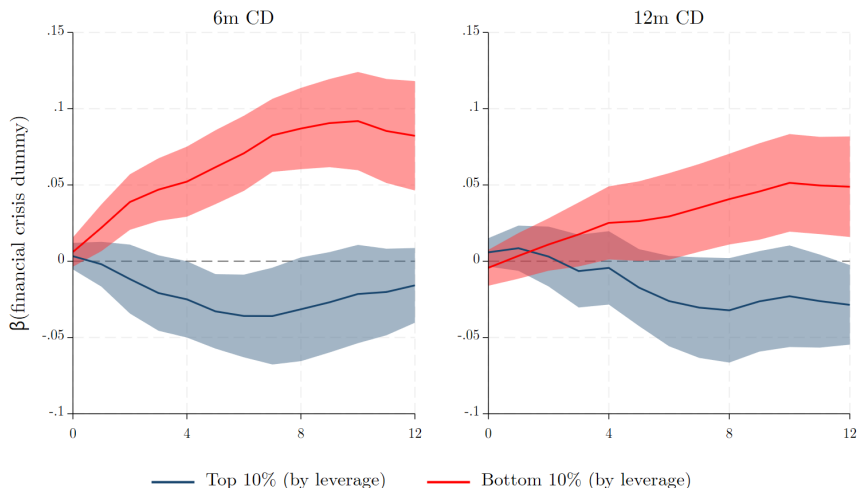 6m CD
12m CD
β(financial crisis dummy)
.15
.1
.05
0
-.05
-.1
0 4 8 12
.15
.1
.05
0
-.05
-.1
0 4 8 12
Top 10% (by leverage) Bottom 10% (by leverage)